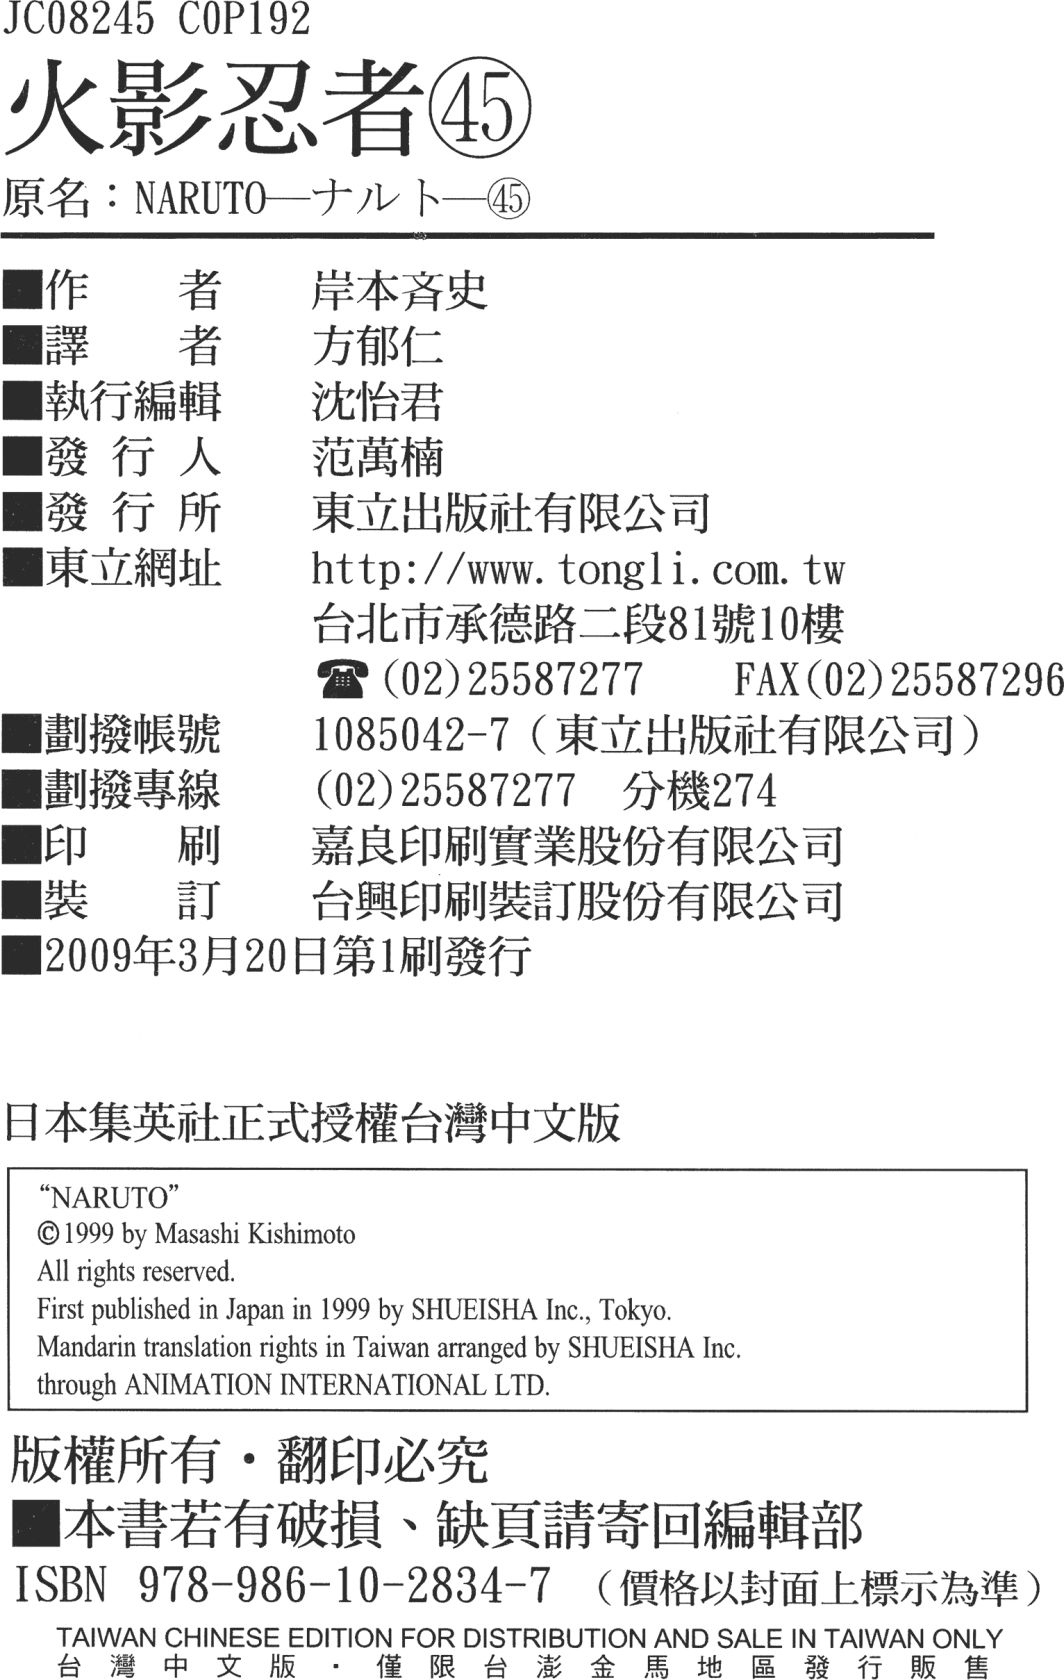 JC08245 C0P192
火影忍者㊺
原名：NARUTO—ナルト—㊺
■作者 岸本斉史
■譯者 方郁仁
■執行編輯 沈怡君
■發行人 范萬楠
■發行所 東立出版社有限公司
■東立網址 http://www.tongli.com.tw
台北市承德路二段81號10樓
☎(02)25587277 FAX(02)25587296
■劃撥帳號 1085042-7（東立出版社有限公司）
■劃撥專線 (02)25587277 分機274
■印刷 嘉良印刷實業股份有限公司
■裝訂 台興印刷裝訂股份有限公司
■2009年3月20日第1刷發行
日本集英社正式授權台灣中文版
“NARUTO”
©1999 by Masashi Kishimoto
All rights reserved.
First published in Japan in 1999 by SHUEISHA Inc., Tokyo.
Mandarin translation rights in Taiwan arranged by SHUEISHA Inc.
through ANIMATION INTERNATIONAL LTD.
版權所有・翻印必究
■本書若有破損、缺頁請寄回編輯部
ISBN 978-986-10-2834-7 （價格以封面上標示為準）
TAIWAN CHINESE EDITION FOR DISTRIBUTION AND SALE IN TAIWAN ONLY
台灣中文版・僅限台澎金馬地區發行販售